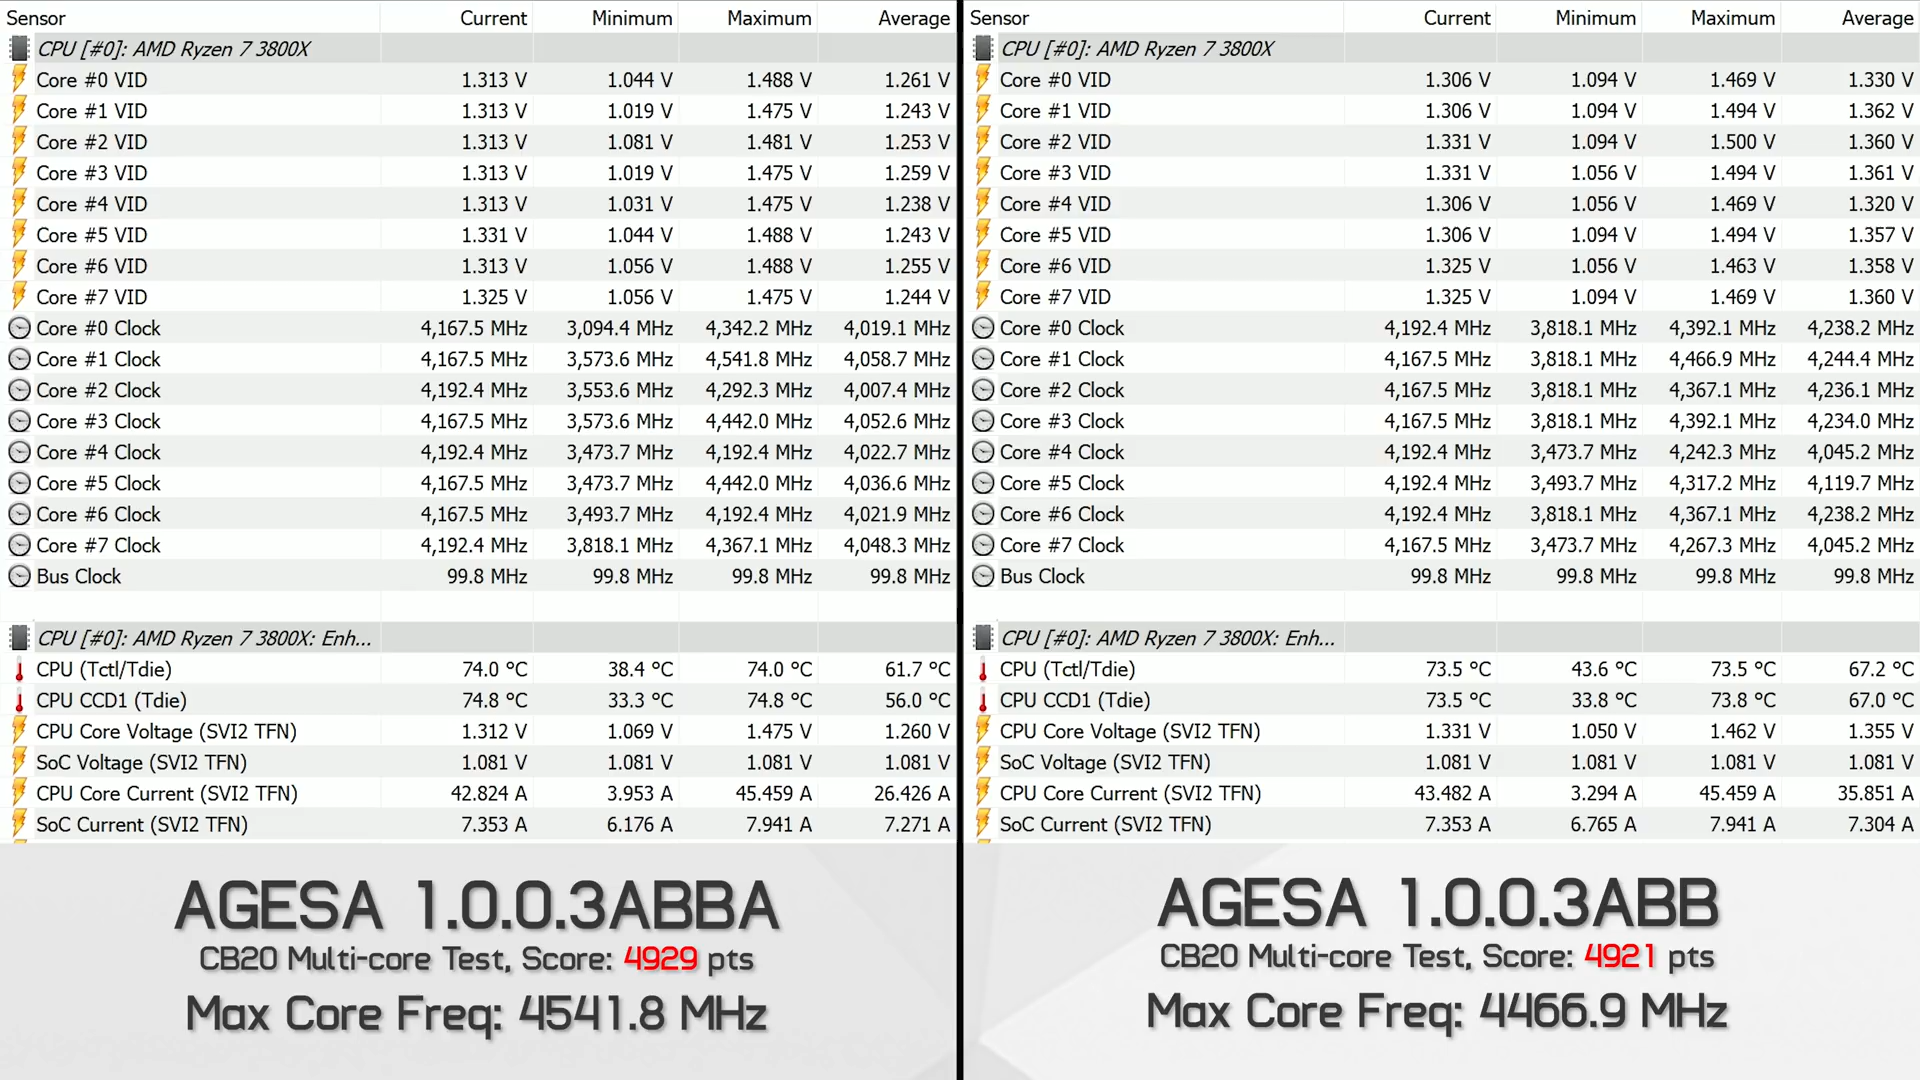 Sensor Current Minimum Maximum Average
CPU [#0]: AMD Ryzen 7 3800X
Core #0 VID 1.313 V 1.044 V 1.488 V 1.261 V
Core #1 VID 1.313 V 1.019 V 1.475 V 1.243 V
Core #2 VID 1.313 V 1.081 V 1.481 V 1.253 V
Core #3 VID 1.313 V 1.019 V 1.475 V 1.259 V
Core #4 VID 1.313 V 1.031 V 1.475 V 1.238 V
Core #5 VID 1.331 V 1.044 V 1.488 V 1.243 V
Core #6 VID 1.313 V 1.056 V 1.488 V 1.255 V
Core #7 VID 1.325 V 1.056 V 1.475 V 1.244 V
Core #0 Clock 4,167.5 MHz 3,094.4 MHz 4,342.2 MHz 4,019.1 MHz
Core #1 Clock 4,167.5 MHz 3,573.6 MHz 4,541.8 MHz 4,058.7 MHz
Core #2 Clock 4,192.4 MHz 3,553.6 MHz 4,292.3 MHz 4,007.4 MHz
Core #3 Clock 4,167.5 MHz 3,573.6 MHz 4,442.0 MHz 4,052.6 MHz
Core #4 Clock 4,192.4 MHz 3,473.7 MHz 4,192.4 MHz 4,022.7 MHz
Core #5 Clock 4,167.5 MHz 3,473.7 MHz 4,442.0 MHz 4,036.6 MHz
Core #6 Clock 4,167.5 MHz 3,493.7 MHz 4,192.4 MHz 4,021.9 MHz
Core #7 Clock 4,192.4 MHz 3,818.1 MHz 4,367.1 MHz 4,048.3 MHz
Bus Clock 99.8 MHz 99.8 MHz 99.8 MHz 99.8 MHz
CPU [#0]: AMD Ryzen 7 3800X: Enh...
CPU (Tctl/Tdie) 74.0 °C 38.4 °C 74.0 °C 61.7 °C
CPU CCD1 (Tdie) 74.8 °C 33.3 °C 74.8 °C 56.0 °C
CPU Core Voltage (SVI2 TFN) 1.312 V 1.069 V 1.475 V 1.260 V
SoC Voltage (SVI2 TFN) 1.081 V 1.081 V 1.081 V 1.081 V
CPU Core Current (SVI2 TFN) 42.824 A 3.953 A 45.459 A 26.426 A
SoC Current (SVI2 TFN) 7.353 A 6.176 A 7.941 A 7.271 A
AGESA 1.0.0.3ABBA
CB20 Multi-core Test, Score: 4929 pts
Max Core Freq: 4541.8 MHz
Sensor Current Minimum Maximum Average
CPU [#0]: AMD Ryzen 7 3800X
Core #0 VID 1.306 V 1.094 V 1.469 V 1.330 V
Core #1 VID 1.306 V 1.094 V 1.494 V 1.362 V
Core #2 VID 1.331 V 1.094 V 1.500 V 1.360 V
Core #3 VID 1.331 V 1.056 V 1.494 V 1.361 V
Core #4 VID 1.306 V 1.056 V 1.469 V 1.320 V
Core #5 VID 1.306 V 1.094 V 1.494 V 1.357 V
Core #6 VID 1.325 V 1.056 V 1.463 V 1.358 V
Core #7 VID 1.325 V 1.094 V 1.469 V 1.360 V
Core #0 Clock 4,192.4 MHz 3,818.1 MHz 4,392.1 MHz 4,238.2 MHz
Core #1 Clock 4,167.5 MHz 3,818.1 MHz 4,466.9 MHz 4,244.4 MHz
Core #2 Clock 4,167.5 MHz 3,818.1 MHz 4,367.1 MHz 4,236.1 MHz
Core #3 Clock 4,167.5 MHz 3,818.1 MHz 4,392.1 MHz 4,234.0 MHz
Core #4 Clock 4,192.4 MHz 3,473.7 MHz 4,242.3 MHz 4,045.2 MHz
Core #5 Clock 4,192.4 MHz 3,493.7 MHz 4,317.2 MHz 4,119.7 MHz
Core #6 Clock 4,192.4 MHz 3,818.1 MHz 4,367.1 MHz 4,238.2 MHz
Core #7 Clock 4,167.5 MHz 3,473.7 MHz 4,267.3 MHz 4,045.2 MHz
Bus Clock 99.8 MHz 99.8 MHz 99.8 MHz 99.8 MHz
CPU [#0]: AMD Ryzen 7 3800X: Enh...
CPU (Tctl/Tdie) 73.5 °C 43.6 °C 73.5 °C 67.2 °C
CPU CCD1 (Tdie) 73.5 °C 33.8 °C 73.8 °C 67.0 °C
CPU Core Voltage (SVI2 TFN) 1.331 V 1.050 V 1.462 V 1.355 V
SoC Voltage (SVI2 TFN) 1.081 V 1.081 V 1.081 V 1.081 V
CPU Core Current (SVI2 TFN) 43.482 A 3.294 A 45.459 A 35.851 A
SoC Current (SVI2 TFN) 7.353 A 6.765 A 7.941 A 7.304 A
AGESA 1.0.0.3ABB
CB20 Multi-core Test, Score: 4921 pts
Max Core Freq: 4466.9 MHz